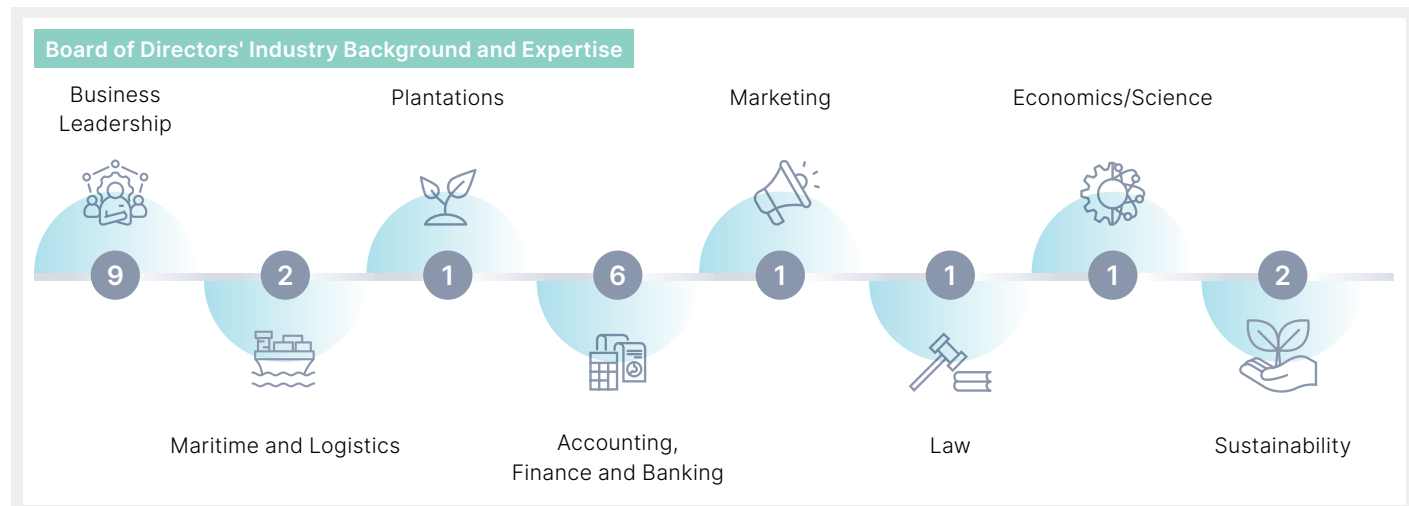 Board of Directors' Industry Background and Expertise
Business
Leadership
Plantations
Marketing
Economics/Science
9
2
1
6
1
1
1
2
Maritime and Logistics
Accounting,
Finance and Banking
Law
Sustainability